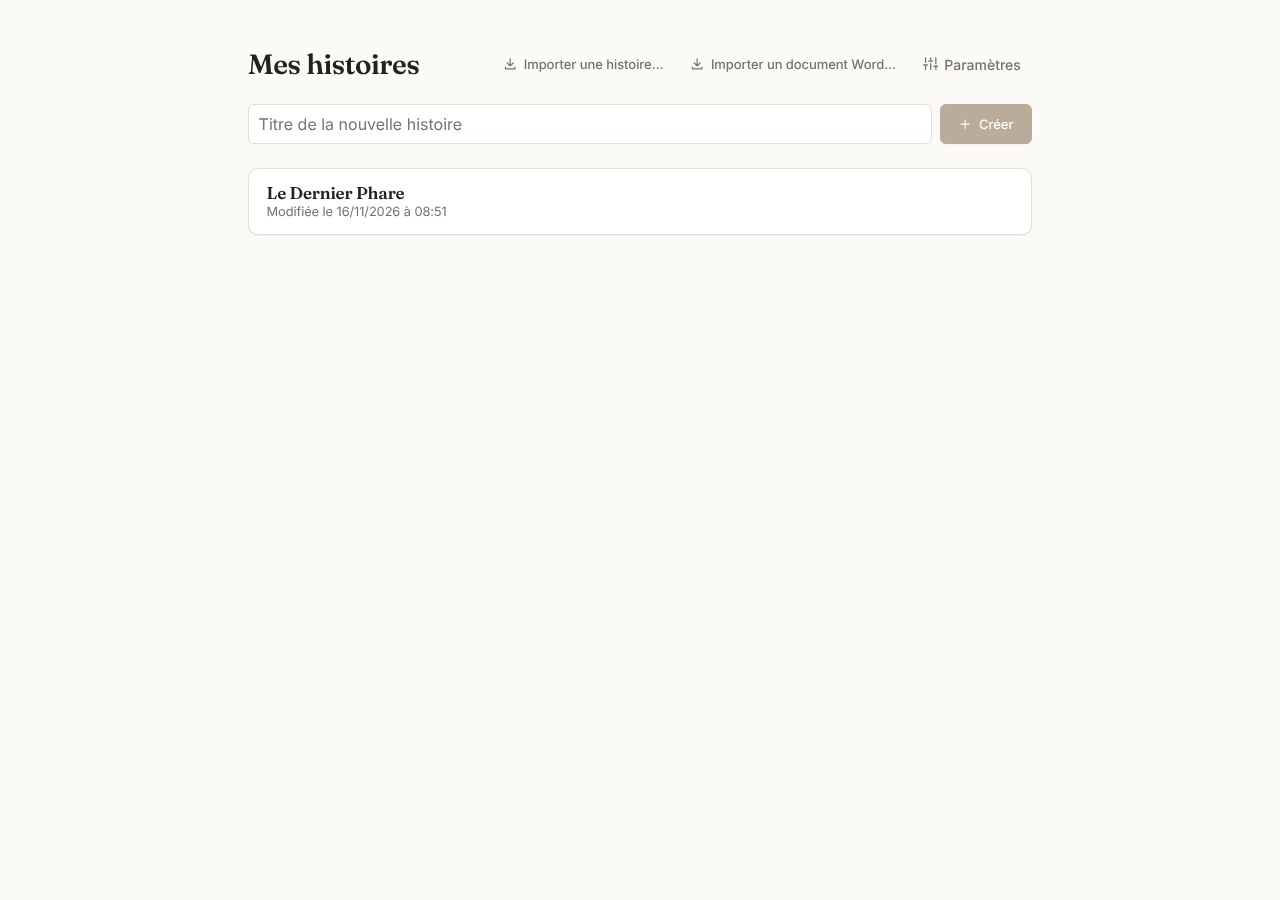 Mes histoires
Importer une histoire...
Importer un document Word...
Paramètres
Titre de la nouvelle histoire
Créer
Le Dernier Phare
Modifiée le 16/11/2026 à 08:51